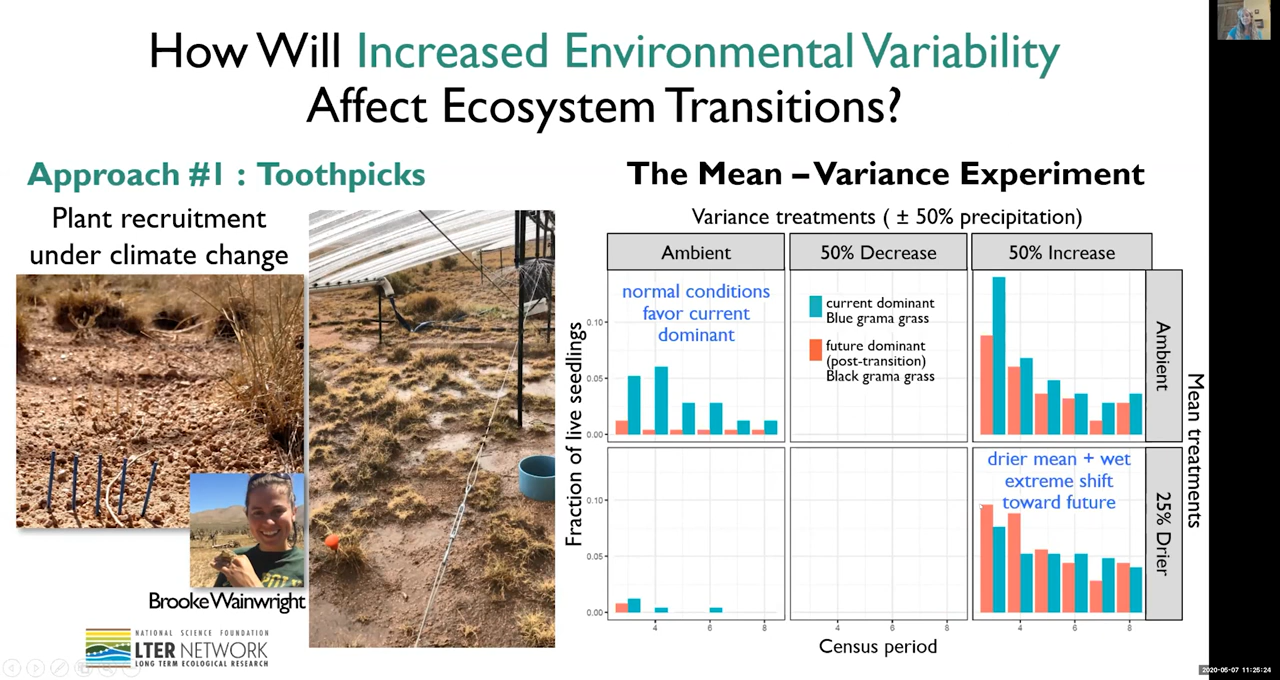 How Will Increased Environmental Variability
Affect Ecosystem Transitions?
Approach #1 : Toothpicks
Plant recruitment
under climate change
Brooke Wainwright
NATIONAL SCIENCE FOUNDATION
LTER NETWORK
LONG TERM ECOLOGICAL RESEARCH
The Mean – Variance Experiment
Variance treatments ( ± 50% precipitation)
Ambient
50% Decrease
50% Increase
normal conditions
favor current
dominant
current dominant
Blue grama grass
future dominant
(post-transition)
Black grama grass
drier mean + wet
extreme shift
toward future
Fraction of live seedlings
0.10
0.05
0.00
0.10
0.05
0.00
Ambient
25% Drier
Mean treatments
4 6 8 4 6 8 4 6 8
Census period
2020-05-07 11:25:24